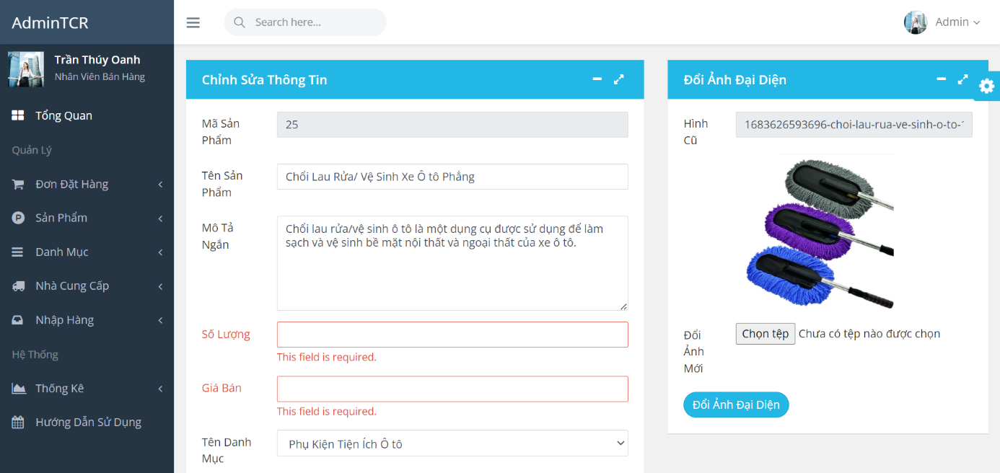 AdminTCR
Search here...
Admin
Trần Thúy Oanh
Nhân Viên Bán Hàng
Tổng Quan
Quản Lý
Đơn Đặt Hàng
Sản Phẩm
Danh Mục
Nhà Cung Cấp
Nhập Hàng
Hệ Thống
Thống Kê
Hướng Dẫn Sử Dụng
Chỉnh Sửa Thông Tin
Mã Sản
Phẩm
25
Tên Sản
Phẩm
Chổi Lau Rửa/ Vệ Sinh Xe Ô tô Phẳng
Mô Tả
Ngắn
Chổi lau rửa/vệ sinh ô tô là một dụng cụ được sử dụng để làm
sạch và vệ sinh bề mặt nội thất và ngoại thất của xe ô tô.
Số Lượng
This field is required.
Giá Bán
This field is required.
Tên Danh
Mục
Phụ Kiện Tiện Ích Ô tô
Đổi Ảnh Đại Diện
Hình
Cũ
1683626593696-choi-lau-rua-ve-sinh-o-to-
Đổi
Ảnh
Mới
Chọn tệp Chưa có tệp nào được chọn
Đổi Ảnh Đại Diện